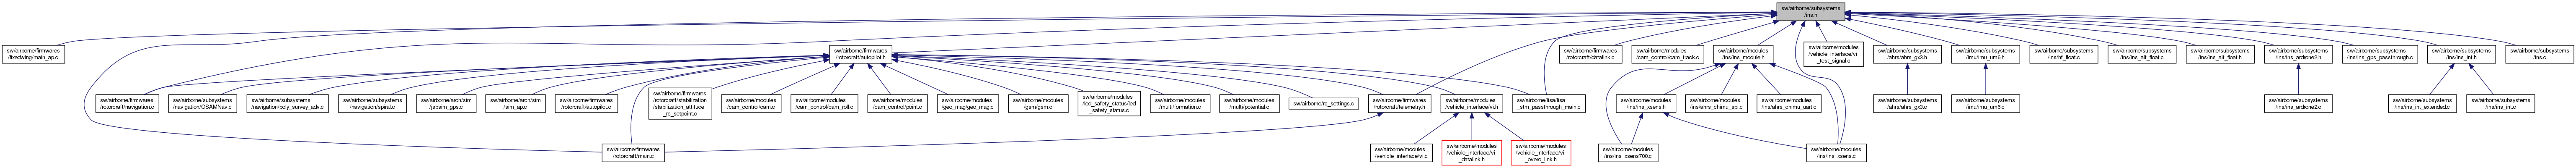 sw/airborne/subsystems
/ins.h
sw/airborne/firmwares
/fixedwing/main_ap.c
sw/airborne/firmwares
rotorcraft/autopilot.h
sw/airborne/firmwares
rotorcraft/datalink.c
sw/airborne/modules
/cam_control/cam_track.c
sw/airborne/modules
/ins/ins_module.h
sw/airborne/modules
/vehicle_interface/vi
_test_signal.c
sw/airborne/subsystems
/ahrs/ahrs_gx3.h
sw/airborne/subsystems
/imu/imu_um6.h
sw/airborne/subsystems
/ins/hf_float.c
sw/airborne/subsystems
/ins/ins_alt_float.c
sw/airborne/subsystems
/ins/ins_alt_float.h
sw/airborne/subsystems
/ins/ins_ardrone2.h
sw/airborne/subsystems
/ins/ins_gps_passthrough.c
sw/airborne/subsystems
/ins/ins_int.h
sw/airborne/subsystems
/ins.c
sw/airborne/firmwares
rotorcraft/navigation.c
sw/airborne/subsystems
/navigation/OSAMNav.c
sw/airborne/subsystems
/navigation/poly_survey_adv.c
sw/airborne/subsystems
/navigation/spiral.c
sw/airborne/arch/sim
/jsbsim_gps.c
sw/airborne/arch/sim
/sim_ap.c
sw/airborne/firmwares
/rotorcraft/autopilot.c
sw/airborne/firmwares
rotorcraft/stabilization
/stabilization_attitude
_rc_setpoint.c
sw/airborne/modules
/cam_control/cam.c
sw/airborne/modules
/cam_control/cam_roll.c
sw/airborne/modules
/cam_control/point.c
sw/airborne/modules
/geo_mag/geo_mag.c
sw/airborne/modules
/gsm/gsm.c
sw/airborne/modules
/led_safety_status/led
_safety_status.c
sw/airborne/modules
/multi/formation.c
sw/airborne/modules
/multi/potential.c
sw/airborne/rc_settings.c
sw/airborne/firmwares
rotorcraft/telemetry.h
sw/airborne/modules
/vehicle_interface/vi.h
sw/airborne/lisa/lisa
_stm_passthrough_main.c
sw/airborne/modules
/ins/ins_xsens.h
sw/airborne/modules
/ins/ahrs_chimu_spi.c
sw/airborne/modules
/ins/ahrs_chimu_uart.c
sw/airborne/subsystems
/ahrs/ahrs_gx3.c
sw/airborne/subsystems
/imu/imu_um6.c
sw/airborne/subsystems
/ins/ins_ardrone2.c
sw/airborne/subsystems
/ins/ins_int_extended.c
sw/airborne/subsystems
/ins/ins_int.c
sw/airborne/firmwares
/rotorcraft/main.c
sw/airborne/modules
/vehicle_interface/vi.c
sw/airborne/modules
/vehicle_interface/vi
_datalink.h
sw/airborne/modules
/vehicle_interface/vi
_overo_link.h
sw/airborne/modules
/ins/ins_xsens700.c
sw/airborne/modules
/ins/ins_xsens.c